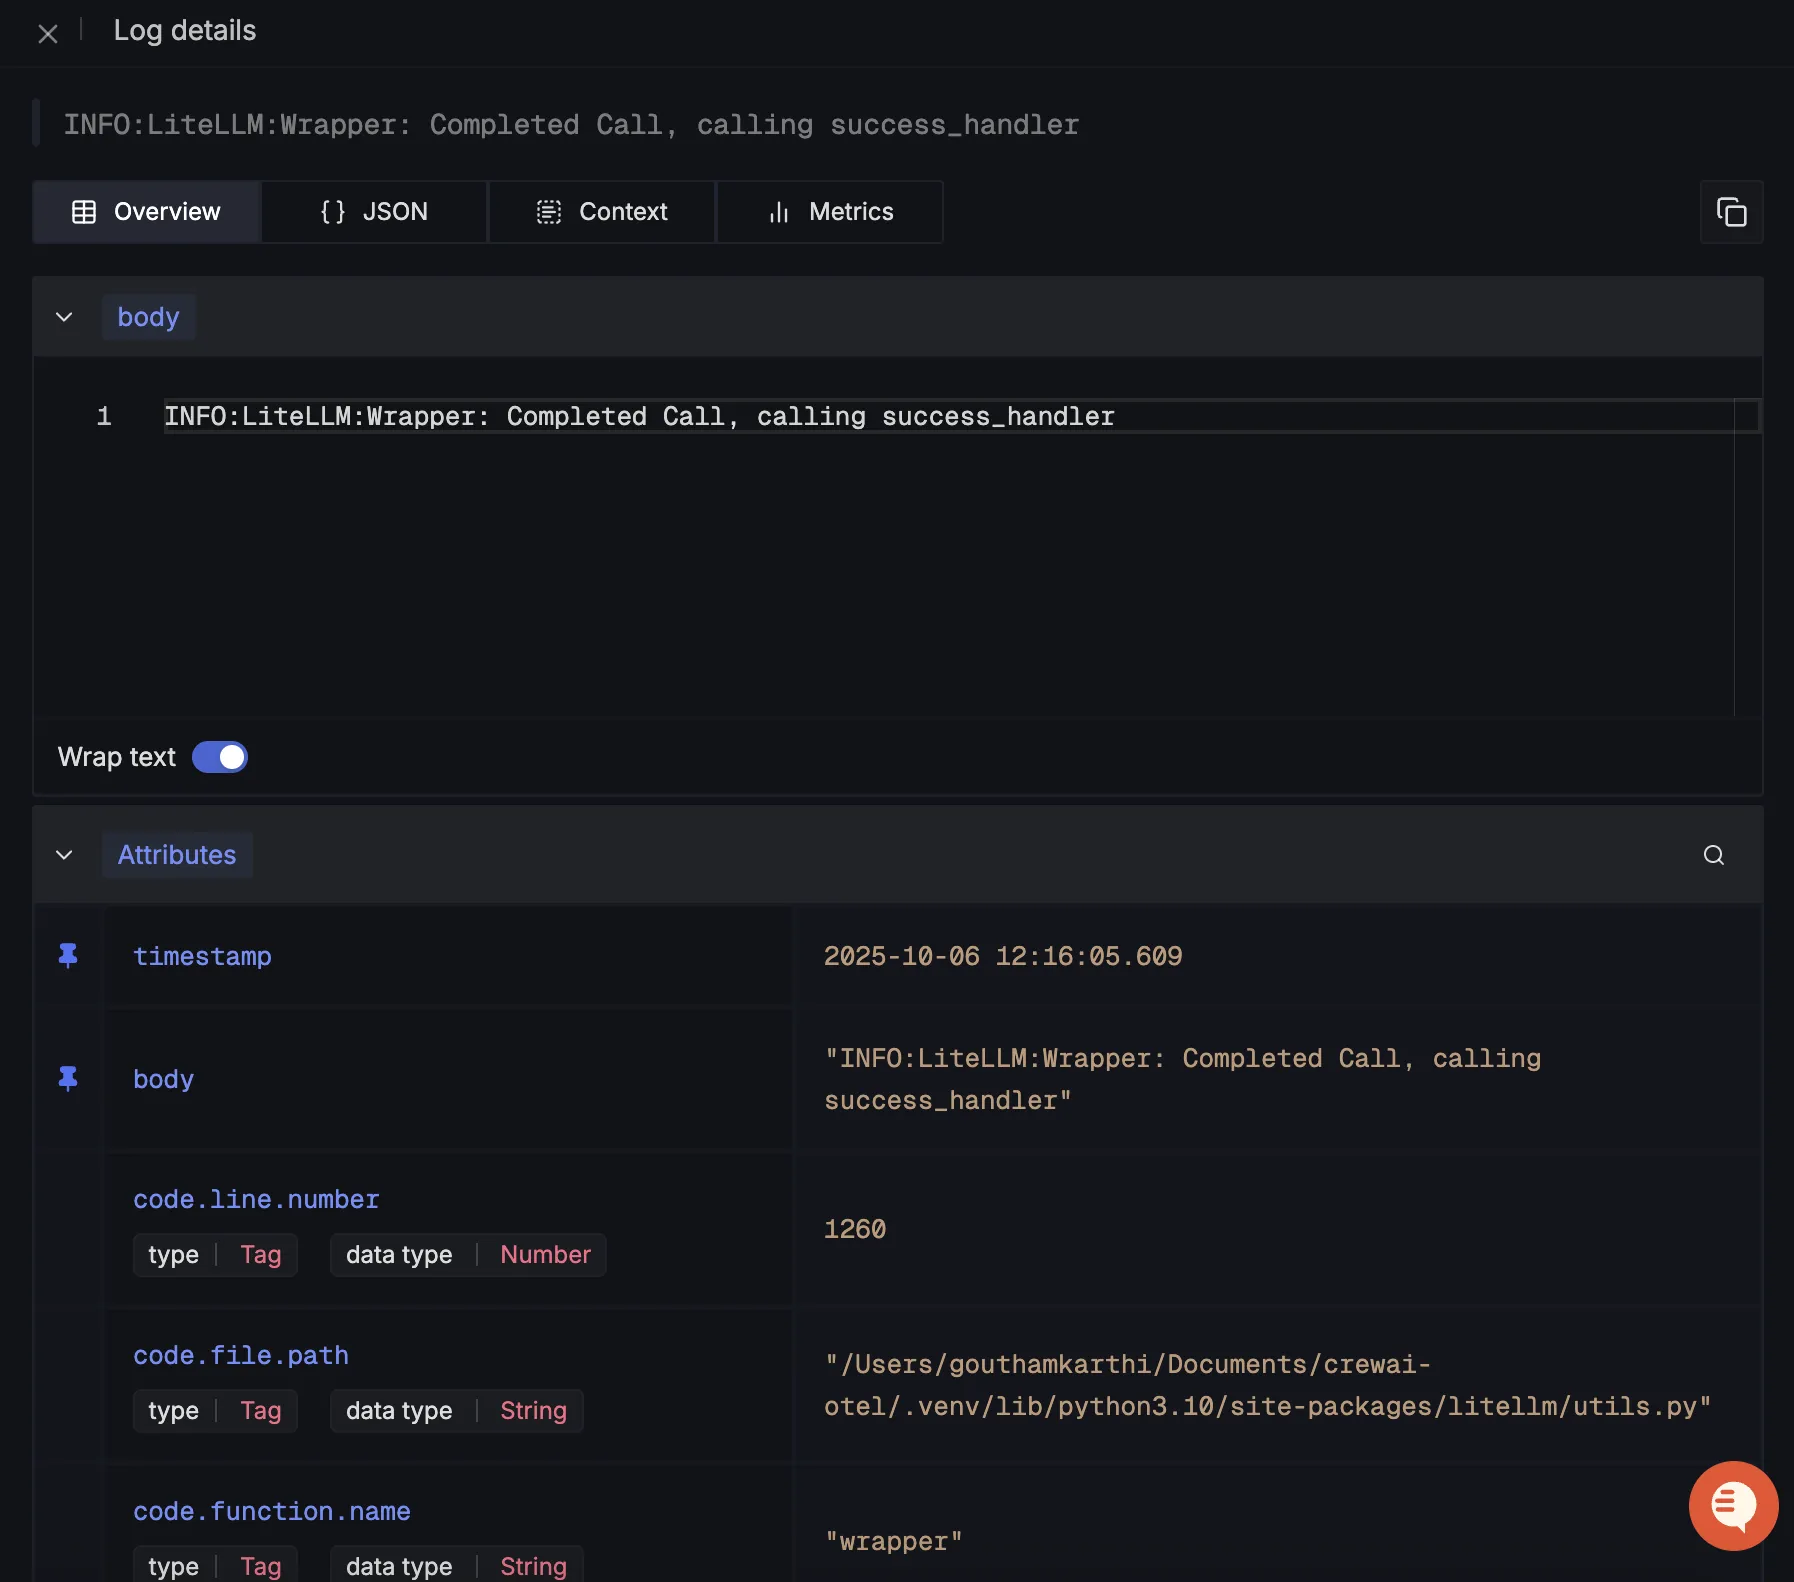 Log details
INFO:LiteLLM:Wrapper: Completed Call, calling success_handler
Overview
{} JSON
Context
Metrics
body
1 INFO:LiteLLM:Wrapper: Completed Call, calling success_handler
Wrap text
Attributes
timestamp 2025-10-06 12:16:05.609
body "INFO:LiteLLM:Wrapper: Completed Call, calling
success_handler"
code.line.number
type | Tag data type | Number
1260
code.file.path
type | Tag data type | String
"/Users/gouthamkarthi/Documents/crewai-
otel/.venv/lib/python3.10/site-packages/litellm/utils.py"
code.function.name
type | Tag data type | String
"wrapper"